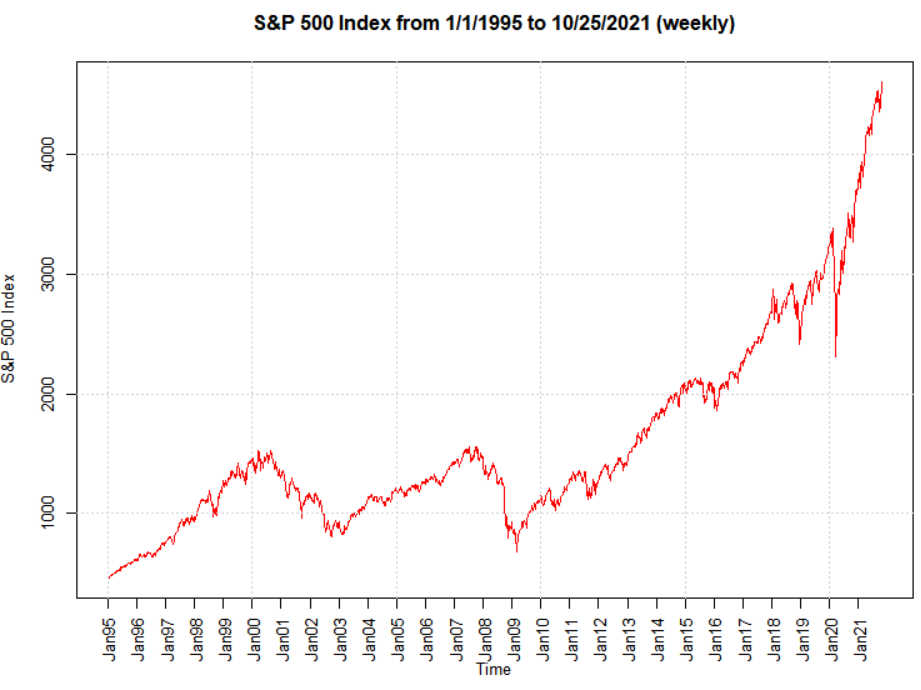 S&P 500 Index from 1/1/1995 to 10/25/2021 (weekly)
S&P 500 Index
4000
3000
2000
1000
Jan95
Jan96
Jan97
Jan98
Jan99
Jan00
Jan01
Jan02
Jan03
Jan04
Jan05
Jan06
Jan07
Jan08
Jan09
Jan10
Jan11
Jan12
Jan13
Jan14
Jan15
Jan16
Jan17
Jan18
Jan19
Jan20
Jan21
Time